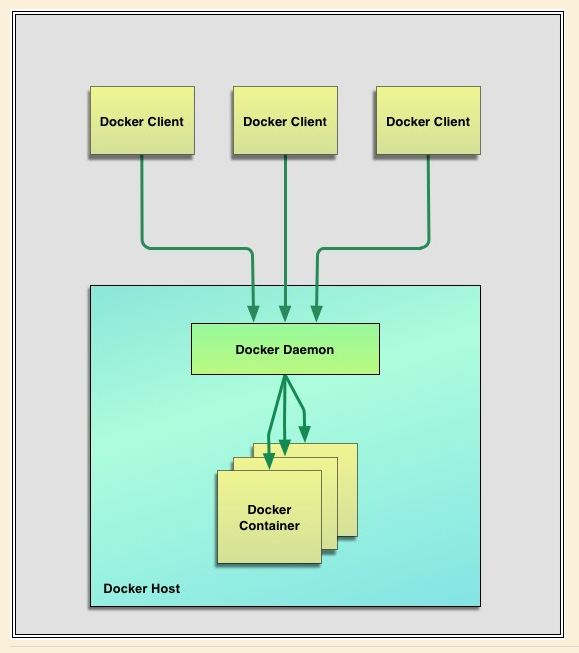 Docker Client
Docker Client
Docker Client
Docker Daemon
Docker
Container
Docker Host